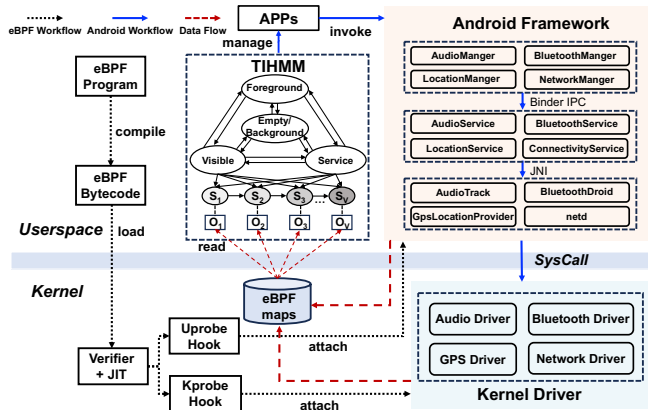 eBPF Workflow
Android Workflow
Data Flow
APPs
invoke
manage
Android Framework
AudioManger
BluetoothManger
LocationManger
NetworkManger
Binder IPC
AudioService
BluetoothService
LocationService
ConnectivityService
JNI
AudioTrack
BluetoothDroid
GpsLocationProvider
netd
TIHMM
Foreground
Empty/
Background
Visible
Service
S1
S2
S3
...
SV
O1
O2
O3
OV
read
eBPF
Program
compile
eBPF
Bytecode
Userspace
load
SysCall
Kernel
eBPF
maps
Uprobe
Hook
attach
Verifier
+ JIT
Kprobe
Hook
attach
Audio Driver
Bluetooth Driver
GPS Driver
Network Driver
Kernel Driver